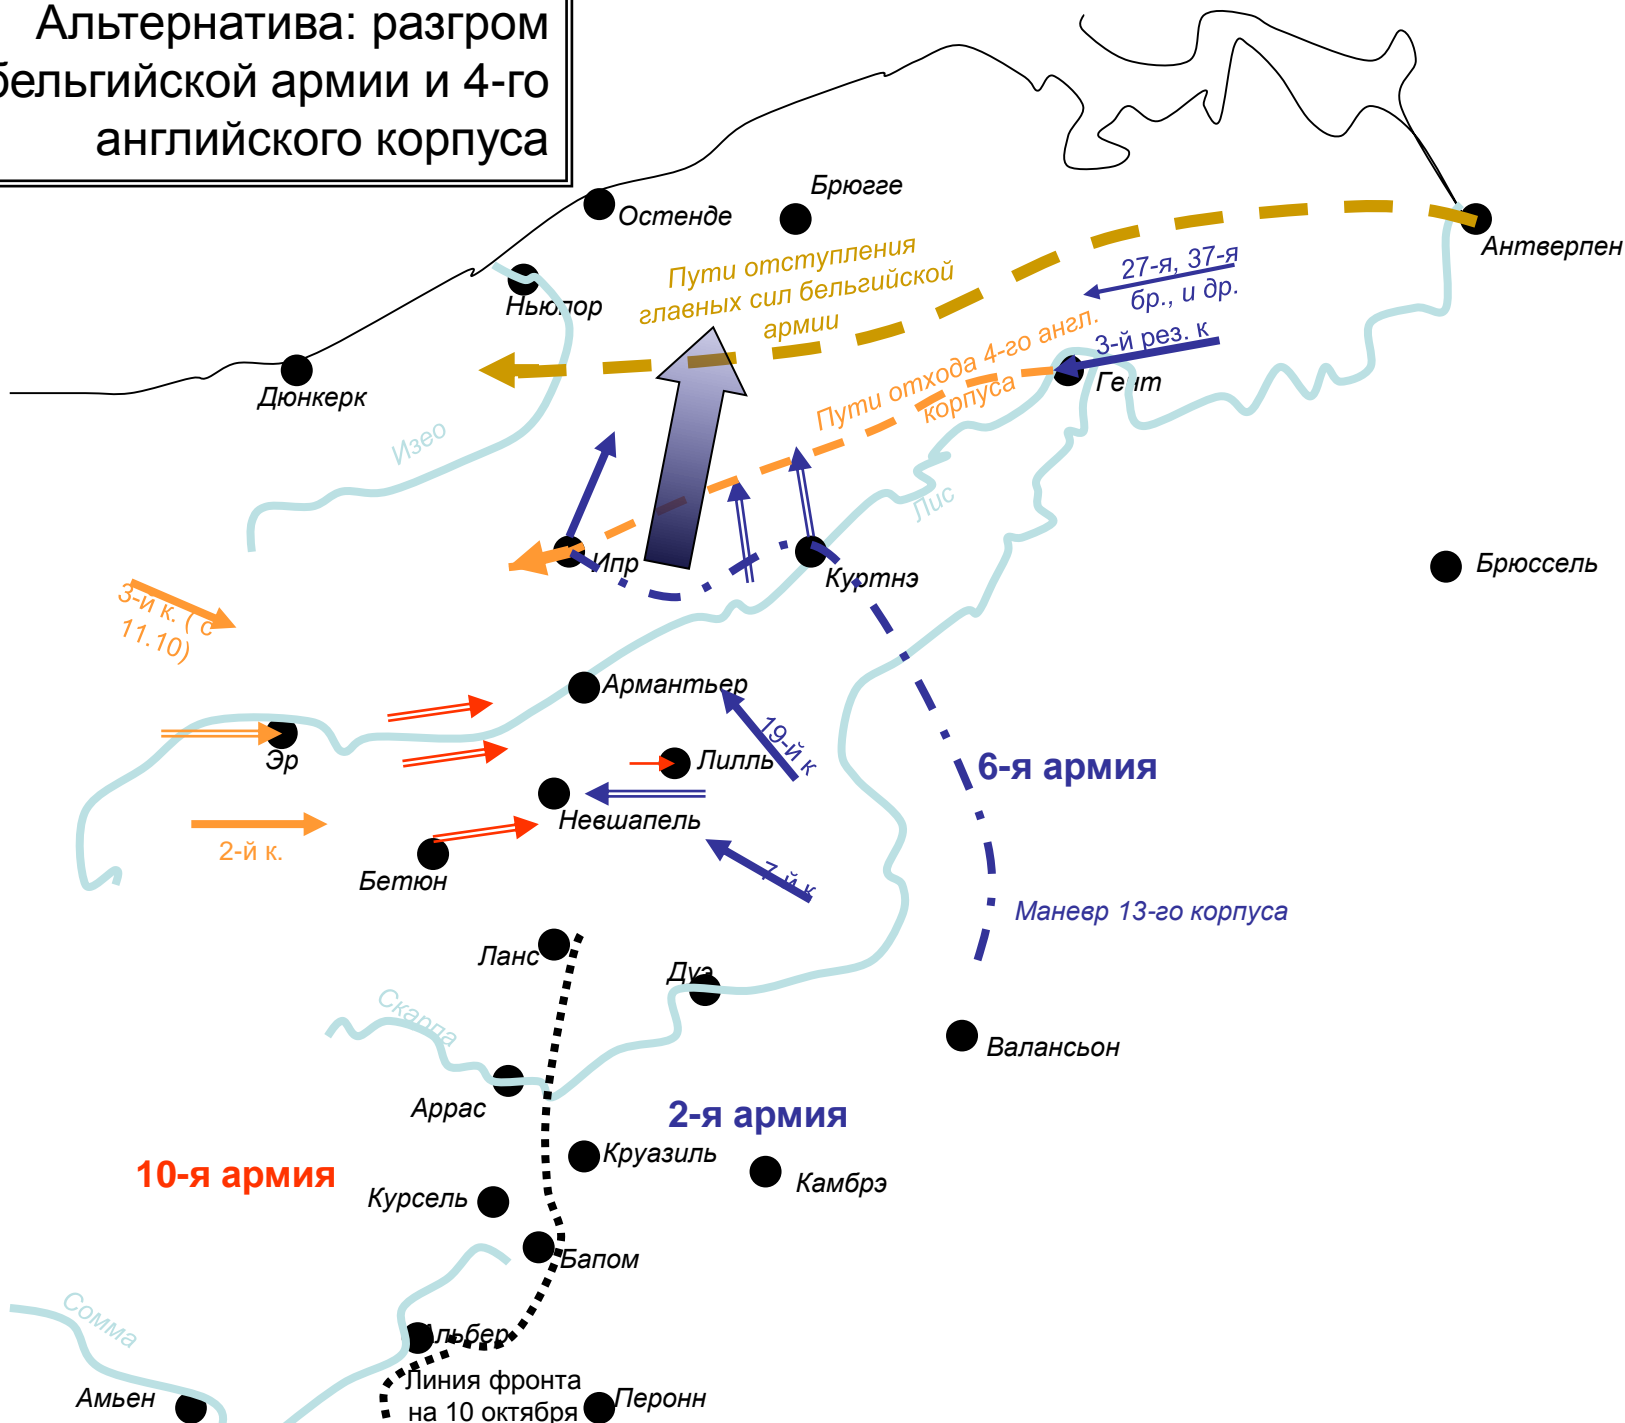 Альтернатива: разгром
бельгийской армии и 4-го
английского корпуса
Брюгге
Остенде
Антверпен
Пути отступления
главных сил бельгийской
армии
27-я, 37-я
бр., и др.
Ньюпор
3-й рез. к
Гент
Дюнкерк
Пути отхода 4-го англ.
корпуса
Изео
Лис
Ипр
Куртнэ
Брюссель
3-й к. ( с
11.10)
Армантьер
19-й к
Эр
Лилль
6-я армия
Невшапель
2-й к.
Бетюн
7-й к
Маневр 13-го корпуса
Ланс
Дуэ
Скарпа
Валансьон
Аррас
2-я армия
Круазиль
10-я армия
Камбрэ
Курсель
Бапом
Сомма
Альбер
Линия фронта
на 10 октября
Амьен
Перонн